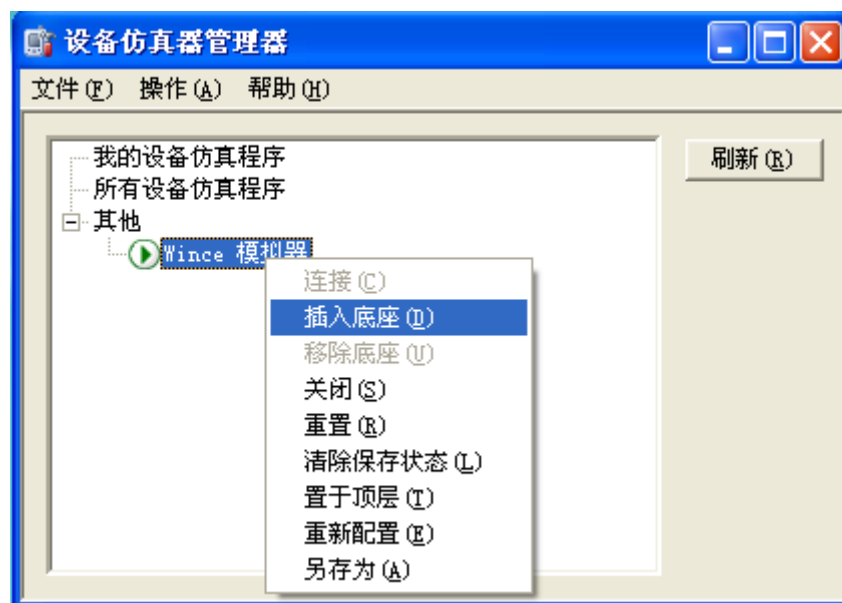 设备仿真器管理器
文件(F) 操作(A) 帮助(H)
我的设备仿真程序
刷新(R)
所有设备仿真程序
其他
Wince 模拟器
连接(C)
插入底座(D)
移除底座(U)
关闭(S)
重置(R)
清除保存状态(L)
置于顶层(T)
重新配置(E)
另存为(A)